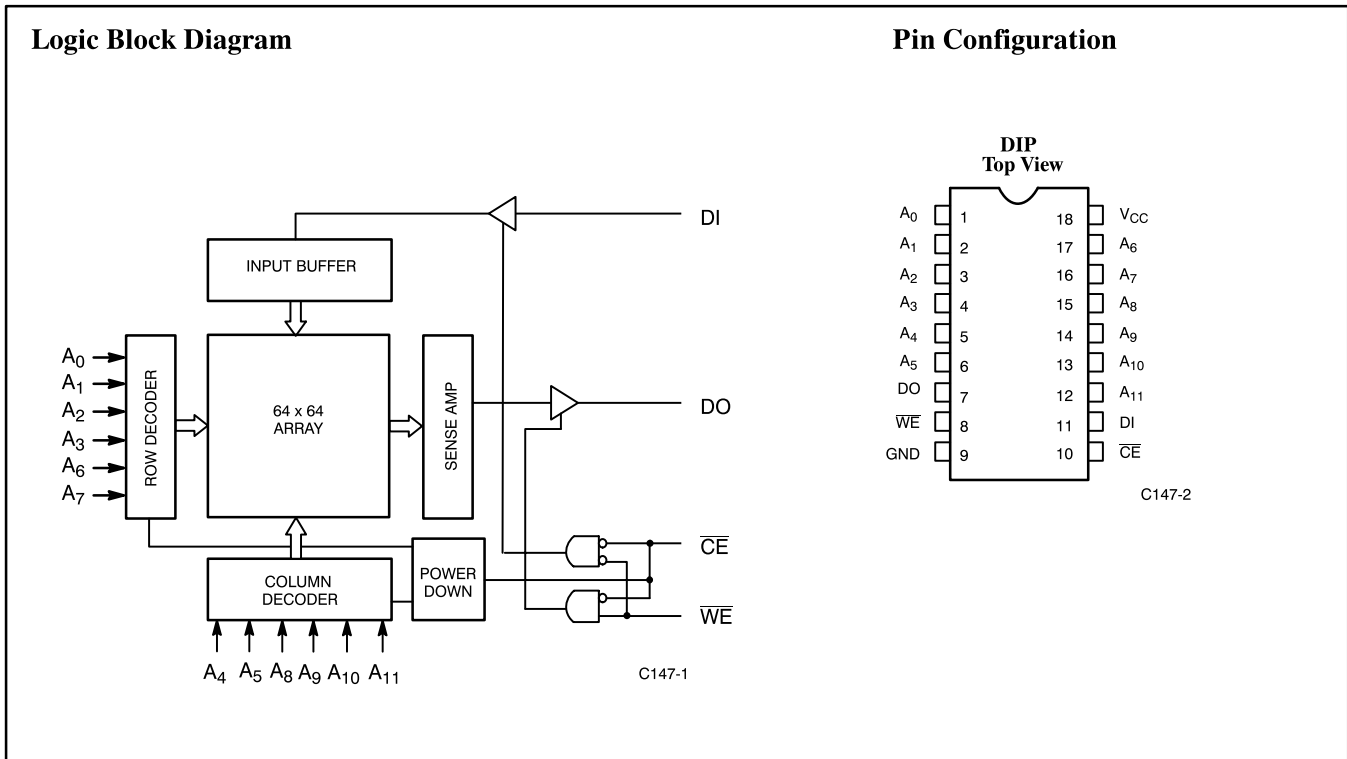 Logic Block Diagram
DI
INPUT BUFFER
A0
A1
A2
A3
A6
A7
ROW DECODER
64 x 64
ARRAY
SENSE AMP
DO
CE
POWER
DOWN
COLUMN
DECODER
WE
A4 A5 A8 A9 A10 A11
C147-1
Pin Configuration
DIP
Top View
A0 1 18 VCC
A1 2 17 A6
A2 3 16 A7
A3 4 15 A8
A4 5 14 A9
A5 6 13 A10
DO 7 12 A11
WE 8 11 DI
GND 9 10 CE
C147-2